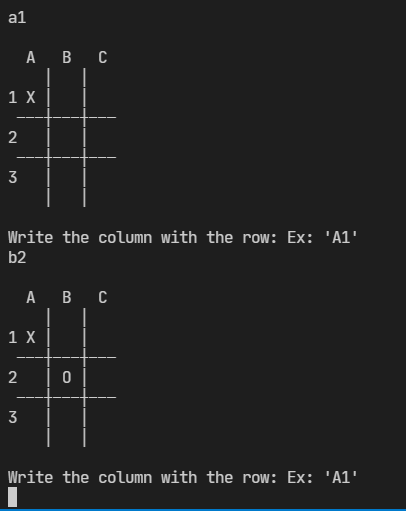 a1
A B C
1 X
2
3
Write the column with the row: Ex: 'A1'
b2
A B C
1 X
2 O
3
Write the column with the row: Ex: 'A1'